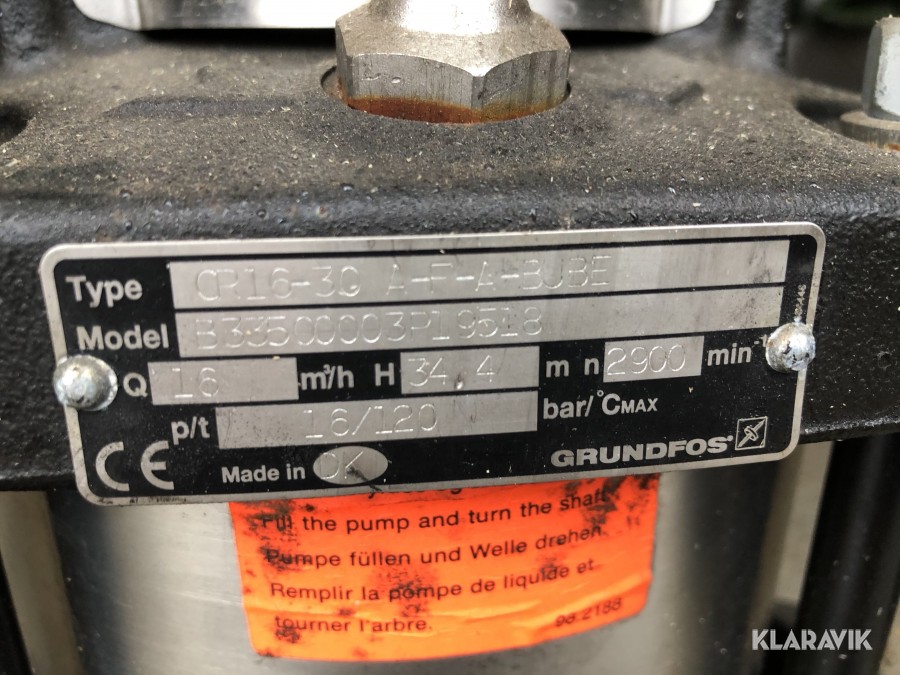 Type CR16-30 A-F-A-BUBE
Model B33500003P19518
Q 16 m³/h H 34.4 m n 2900 min-1
p/t 16/120 bar/°CMAX
CE Made in DK GRUNDFOS
Fill the pump and turn the shaft
Pumpe füllen und Welle drehen
Remplir la pompe de liquide et
tourner l'arbre. 96.2188
KLARAVIK